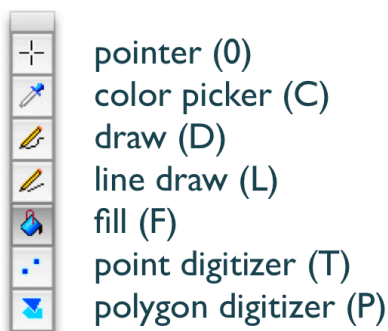 pointer (0)
color picker (C)
draw (D)
line draw (L)
fill (F)
point digitizer (T)
polygon digitizer (P)